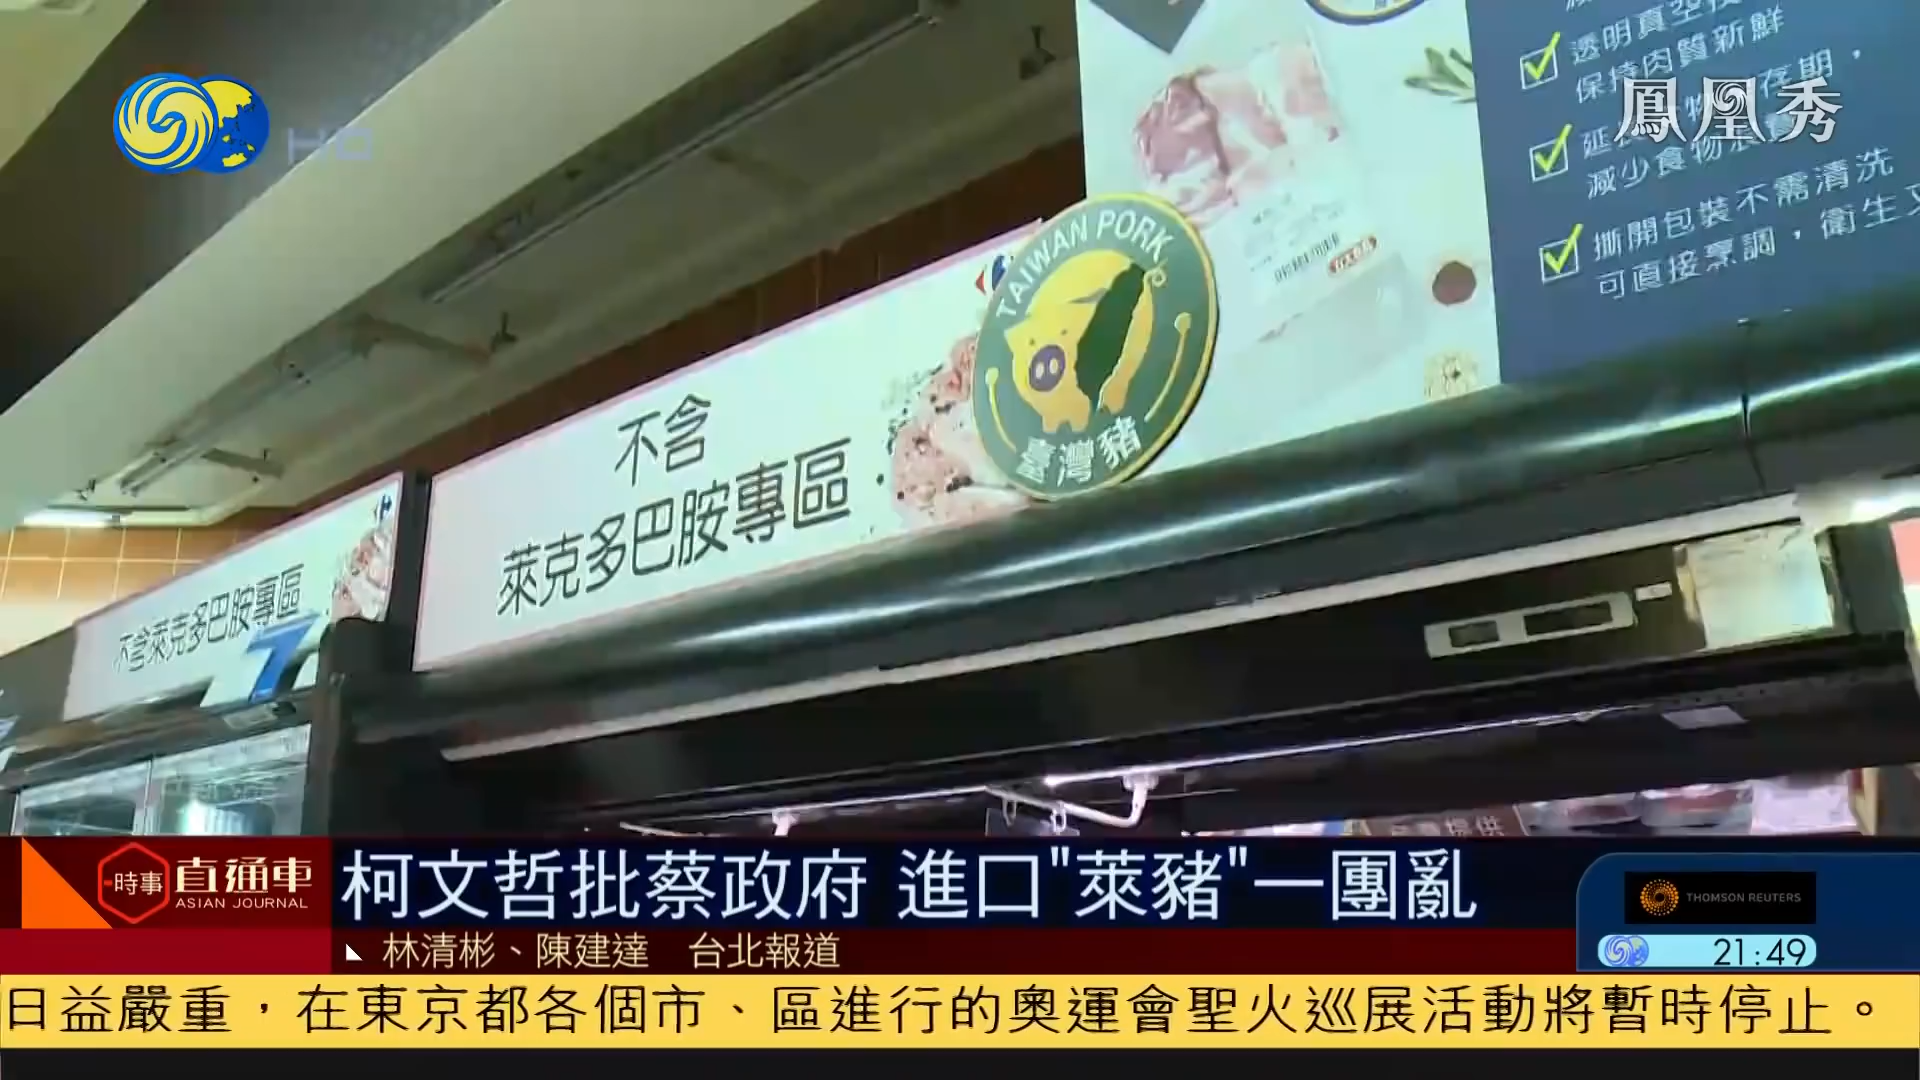 透明真空
保持肉質新鮮
鳳凰秀
減少食物
撕開包裝不需清洗
可直接烹調，衛生又
TAIWAN PORK
臺灣豬
不含
萊克多巴胺專區
不含萊克多巴胺專區
時事 直通車
ASIAN JOURNAL
柯文哲批蔡政府 進口"萊豬"一團亂
林清彬、陳建達 台北報道
THOMSON REUTERS
21:49
日益嚴重，在東京都各個市、區進行的奧運會聖火巡展活動將暫時停止。